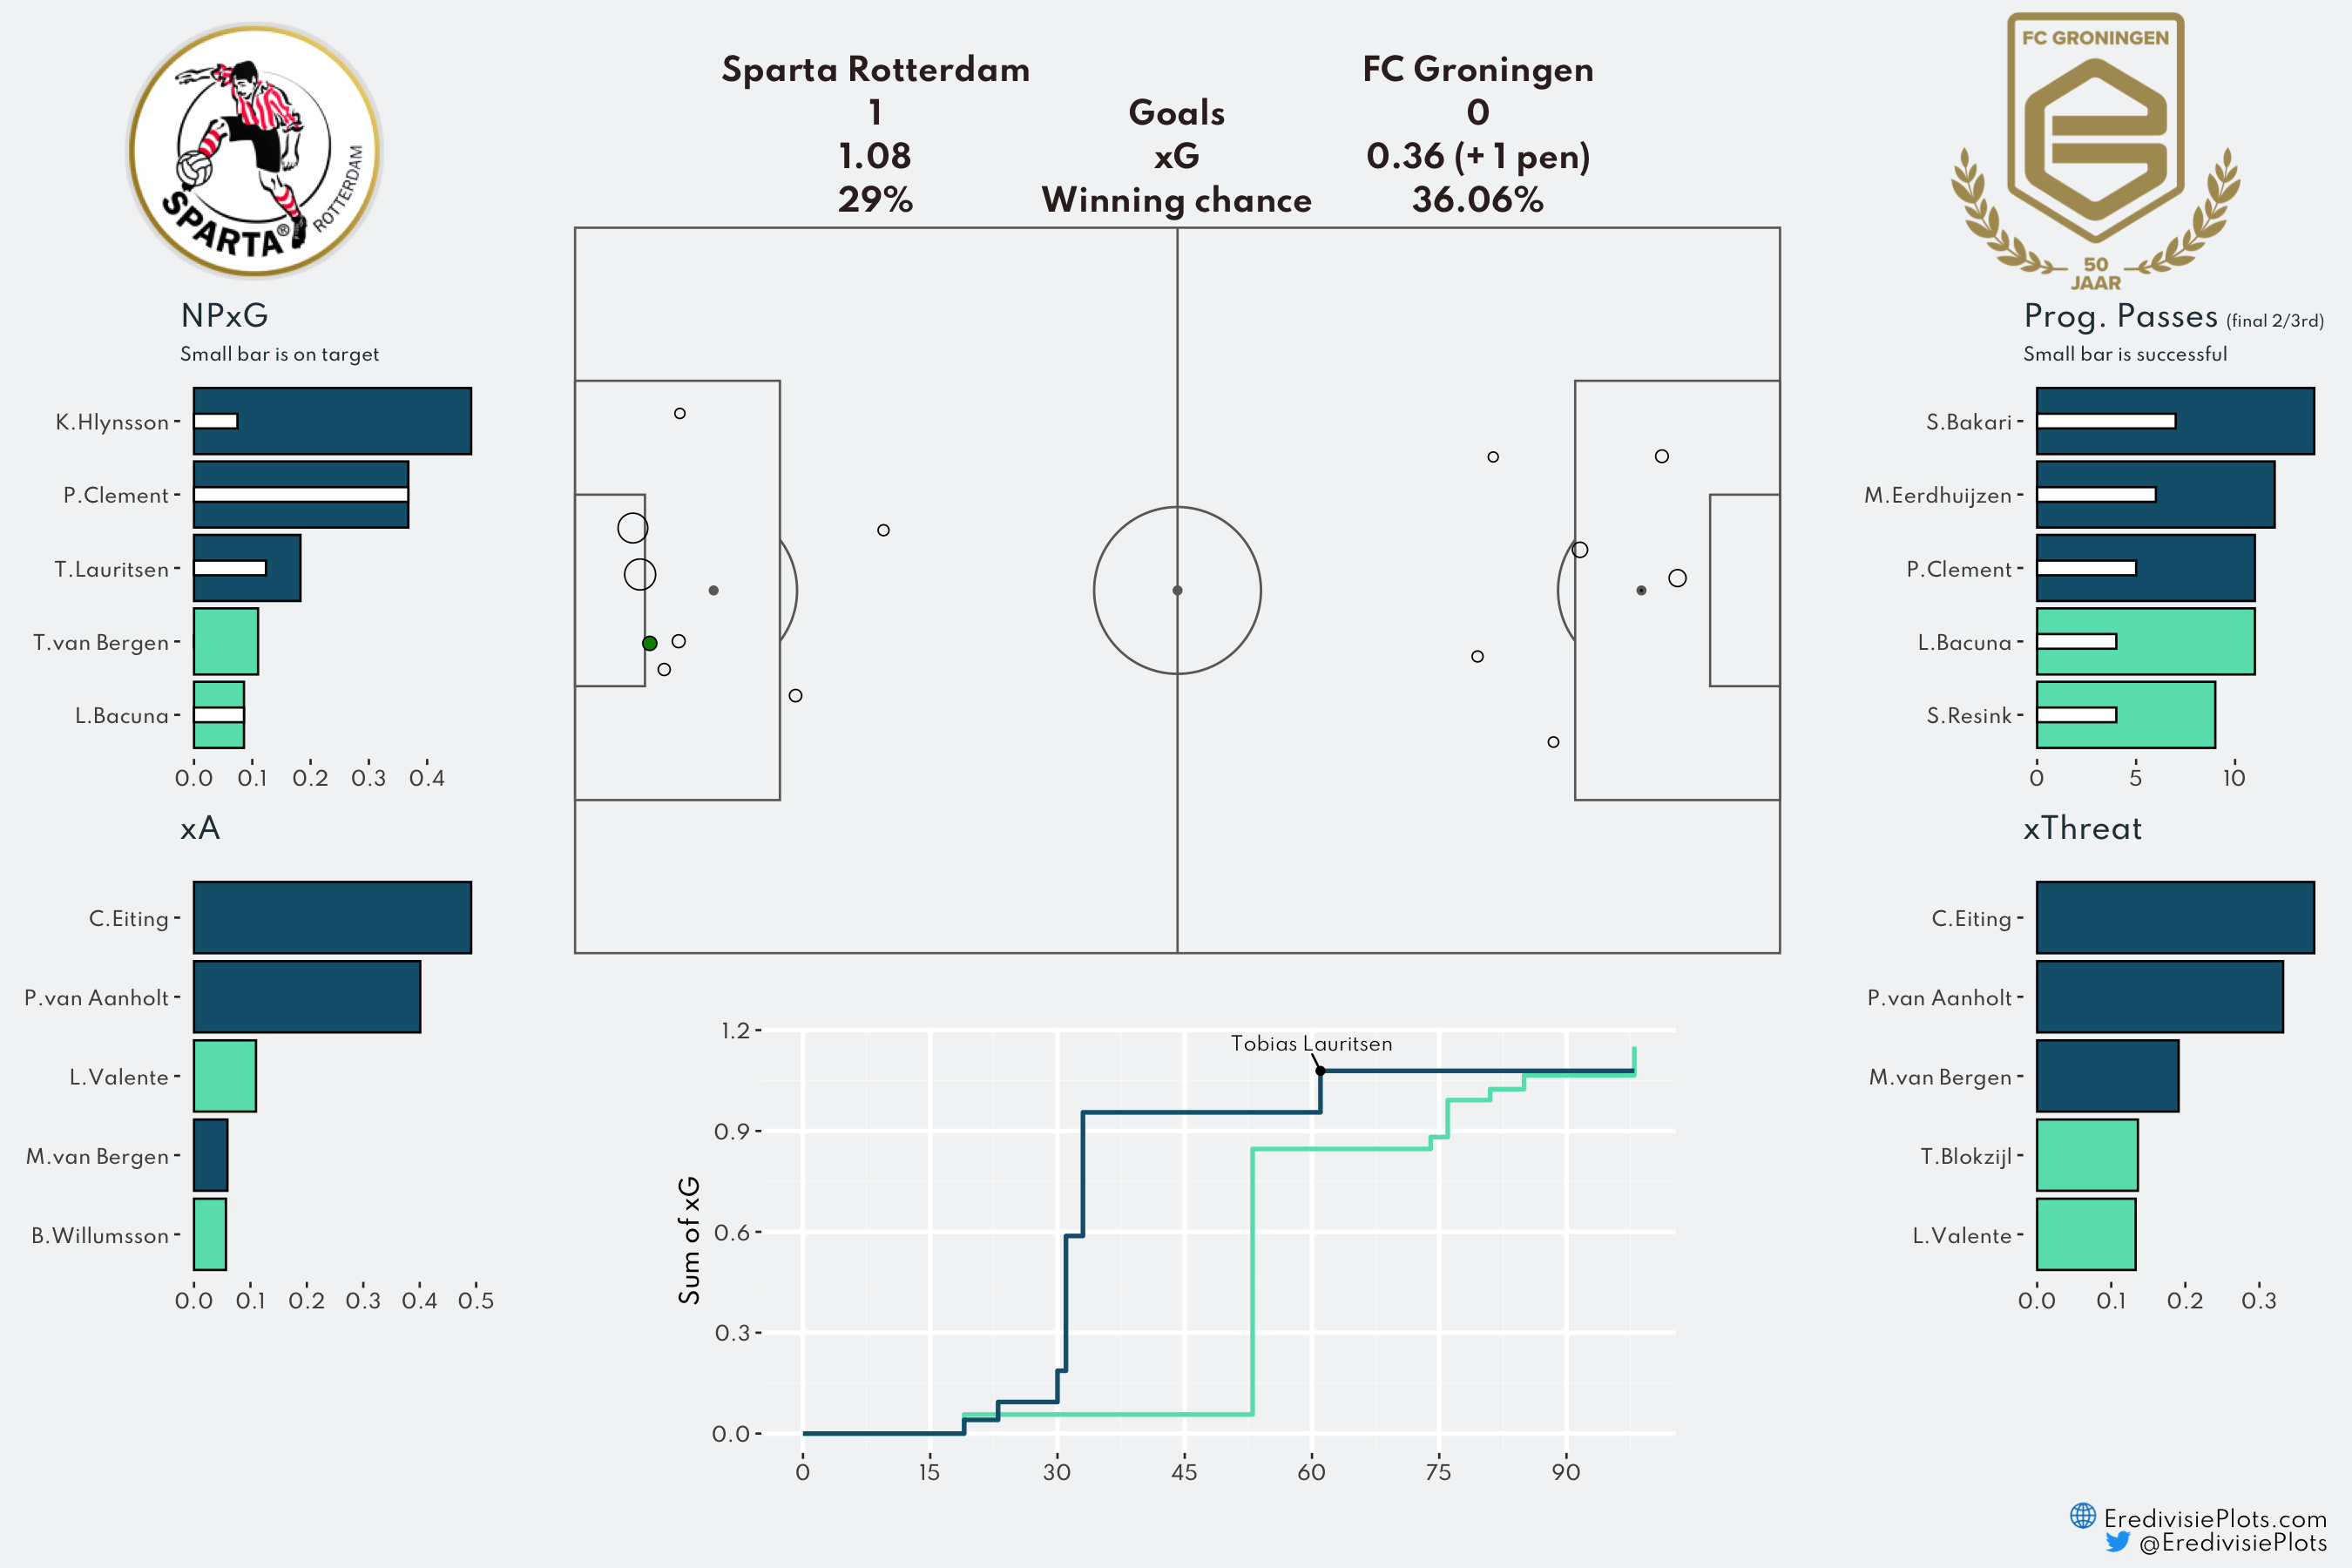 SPARTA®
ROTTERDAM
FC GRONINGEN
50
JAAR
Sparta Rotterdam FC Groningen
1 Goals 0
1.08 xG 0.36 (+ 1 pen)
29% Winning chance 36.06%
NPxG
Small bar is on target
K.Hlynsson
P.Clement
T.Lauritsen
T.van Bergen
L.Bacuna
0.0 0.1 0.2 0.3 0.4
xA
C.Eiting
P.van Aanholt
L.Valente
M.van Bergen
B.Willumsson
0.0 0.1 0.2 0.3 0.4 0.5
Tobias Lauritsen
Sum of xG
1.2
0.9
0.6
0.3
0.0
0 15 30 45 60 75 90
Prog. Passes (final 2/3rd)
Small bar is successful
S.Bakari
M.Eerdhuijzen
P.Clement
L.Bacuna
S.Resink
0 5 10
xThreat
C.Eiting
P.van Aanholt
M.van Bergen
T.Blokzijl
L.Valente
0.0 0.1 0.2 0.3
EredivisiePlots.com
@EredivisiePlots